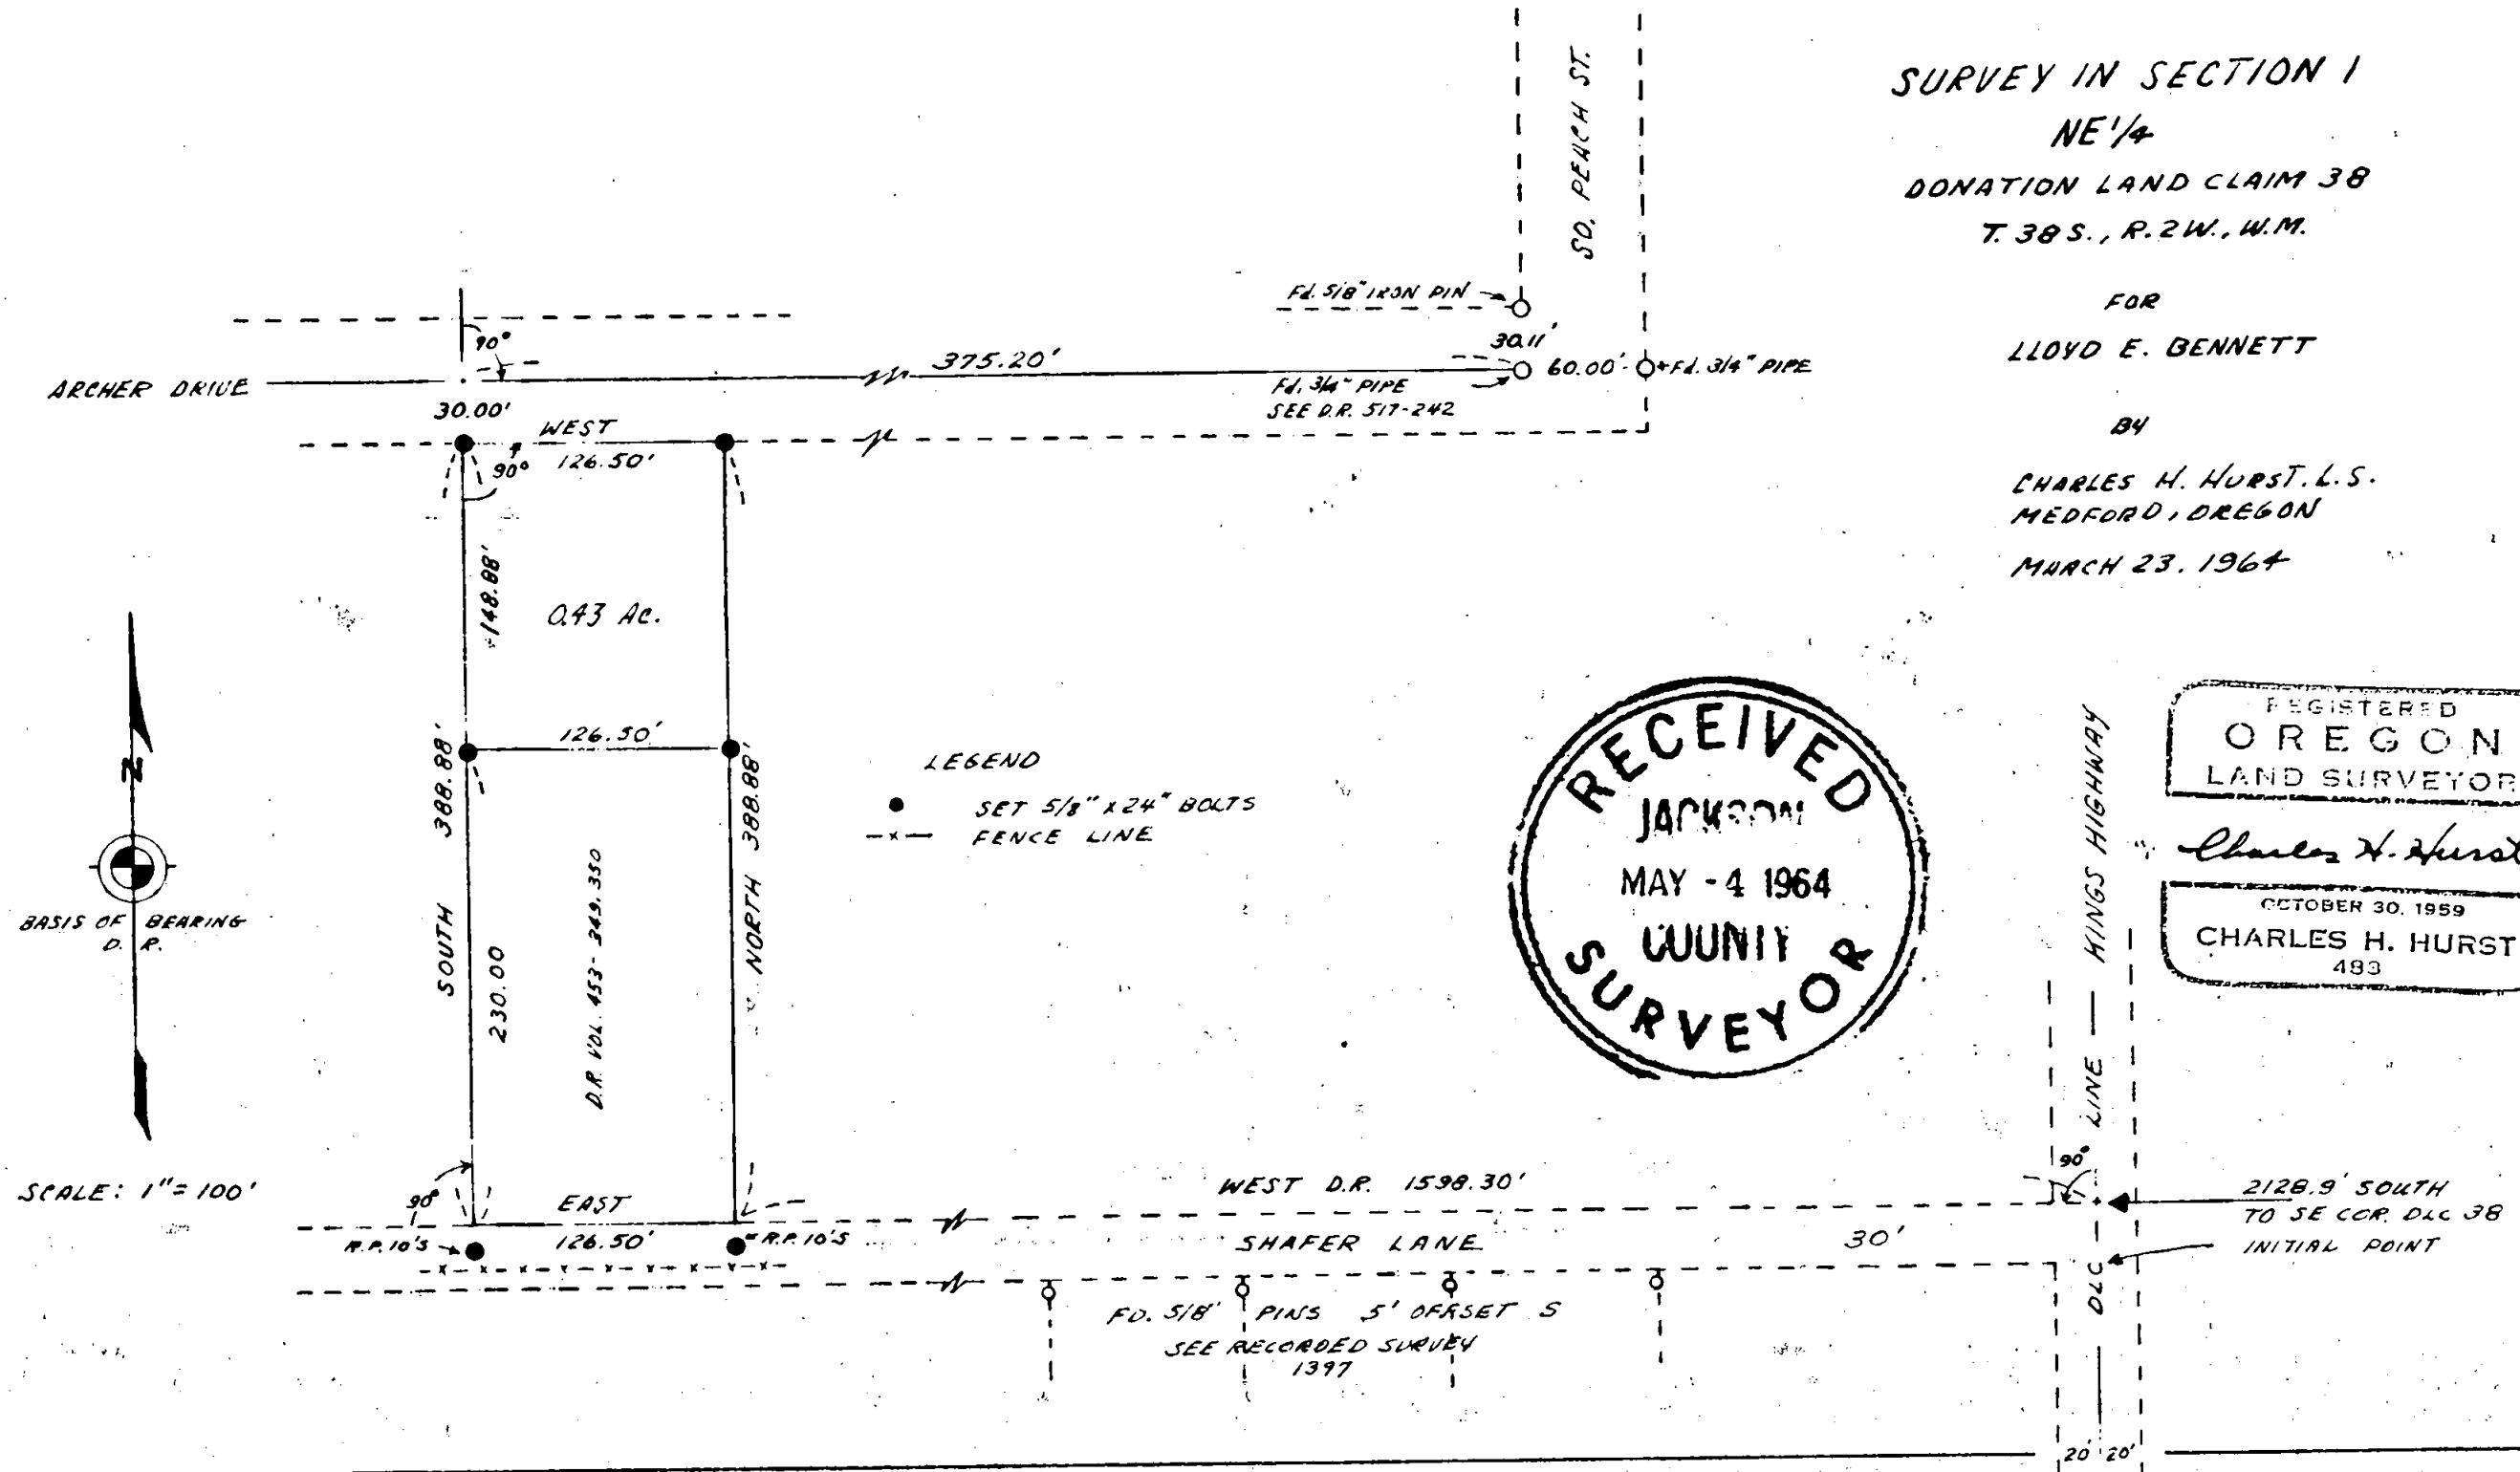 SURVEY IN SECTION 1
NE 1/4
DONATION LAND CLAIM 38
T. 38 S., R. 2 W., W.M.
FOR
LLOYD E. BENNETT
BY
CHARLES H. HURST, L.S.
MEDFORD, OREGON
MARCH 23, 1964
SO. PEACH ST.
Fd. 5/8" IRON PIN
30.11'
90°
375.20'
60.00'
Fd. 3/4" PIPE
ARCHER DRIVE
Fd. 3/4" PIPE
SEE D.R. 517-242
30.00'
WEST
90°
126.50'
148.88'
0.43 AC.
126.50'
SOUTH 388.88'
NORTH 388.88'
230.00
D.R. VOL. 453-349.350
LEGEND
SET 5/8" X 24" BOLTS
-x- FENCE LINE
N
BASIS OF BEARING
D. R.
SCALE: 1" = 100'
RECEIVED
JACKSON
MAY - 4 1964
COUNTY
SURVEYOR
REGISTERED
OREGON
LAND SURVEYOR
Charles H. Hurst
OCTOBER 30, 1959
CHARLES H. HURST
483
DLC LINE — KINGS HIGHWAY
90°
90°
EAST
WEST D.R. 1598.30'
2128.9' SOUTH
TO SE COR. DLC 38
R.P. 10'S
126.50'
R.P. 10'S
SHAFER LANE
30'
INITIAL POINT
FD. 5/8" PINS 5' OFFSET S
SEE RECORDED SURVEY
1397
20' 20'